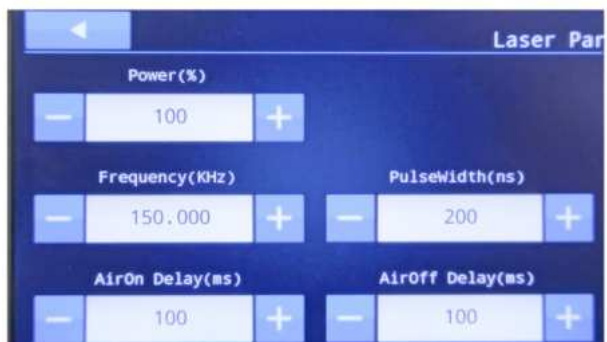 Laser Par
Power(%)
100
Frequency(KHz)
PulseWidth(ns)
150.000
200
AirOn Delay(ms)
AirOff Delay(ms)
100
100